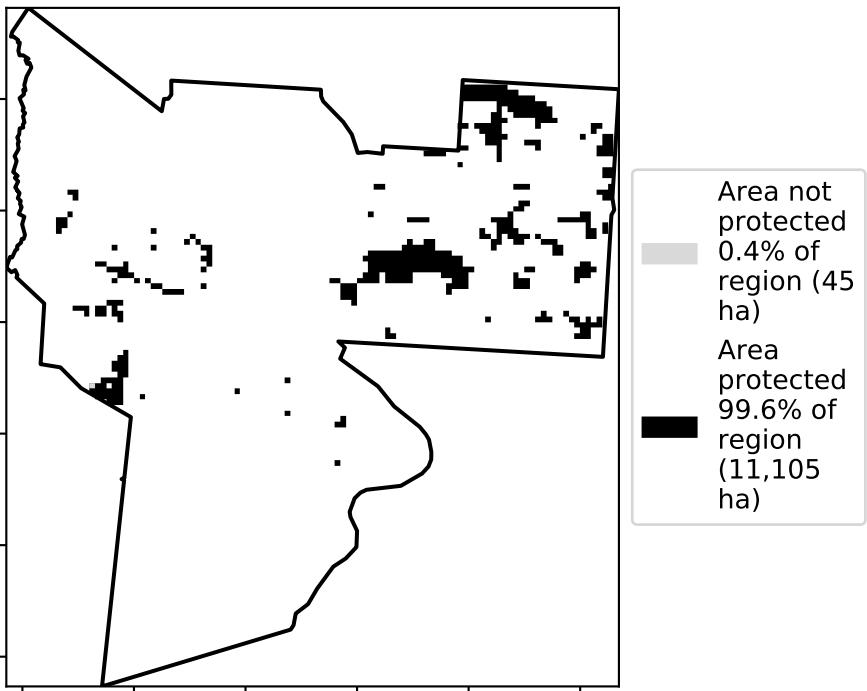 Area not
protected
0.4% of
region (45
ha)
Area
protected
99.6% of
region
(11,105
ha)